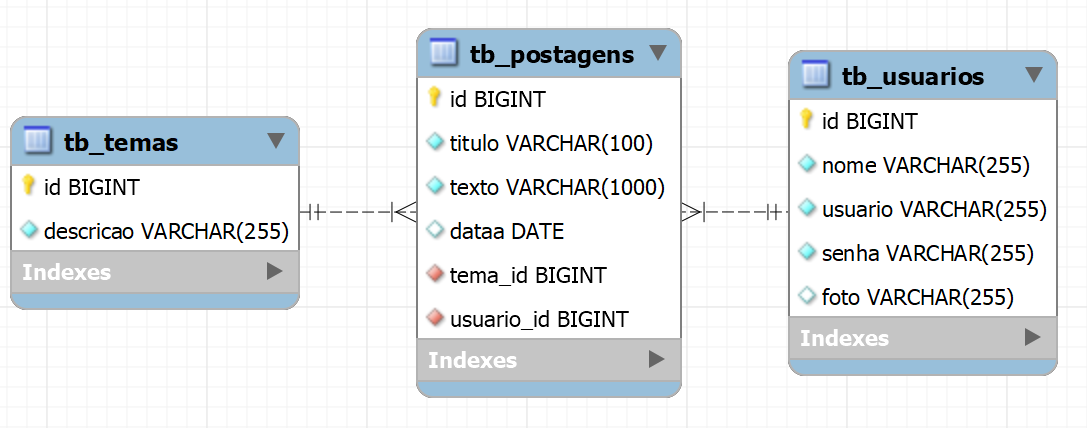 tb_temas
id BIGINT
descricao VARCHAR(255)
Indexes
tb_postagens
id BIGINT
titulo VARCHAR(100)
texto VARCHAR(1000)
dataa DATE
tema_id BIGINT
usuario_id BIGINT
Indexes
tb_usuarios
id BIGINT
nome VARCHAR(255)
usuario VARCHAR(255)
senha VARCHAR(255)
foto VARCHAR(255)
Indexes